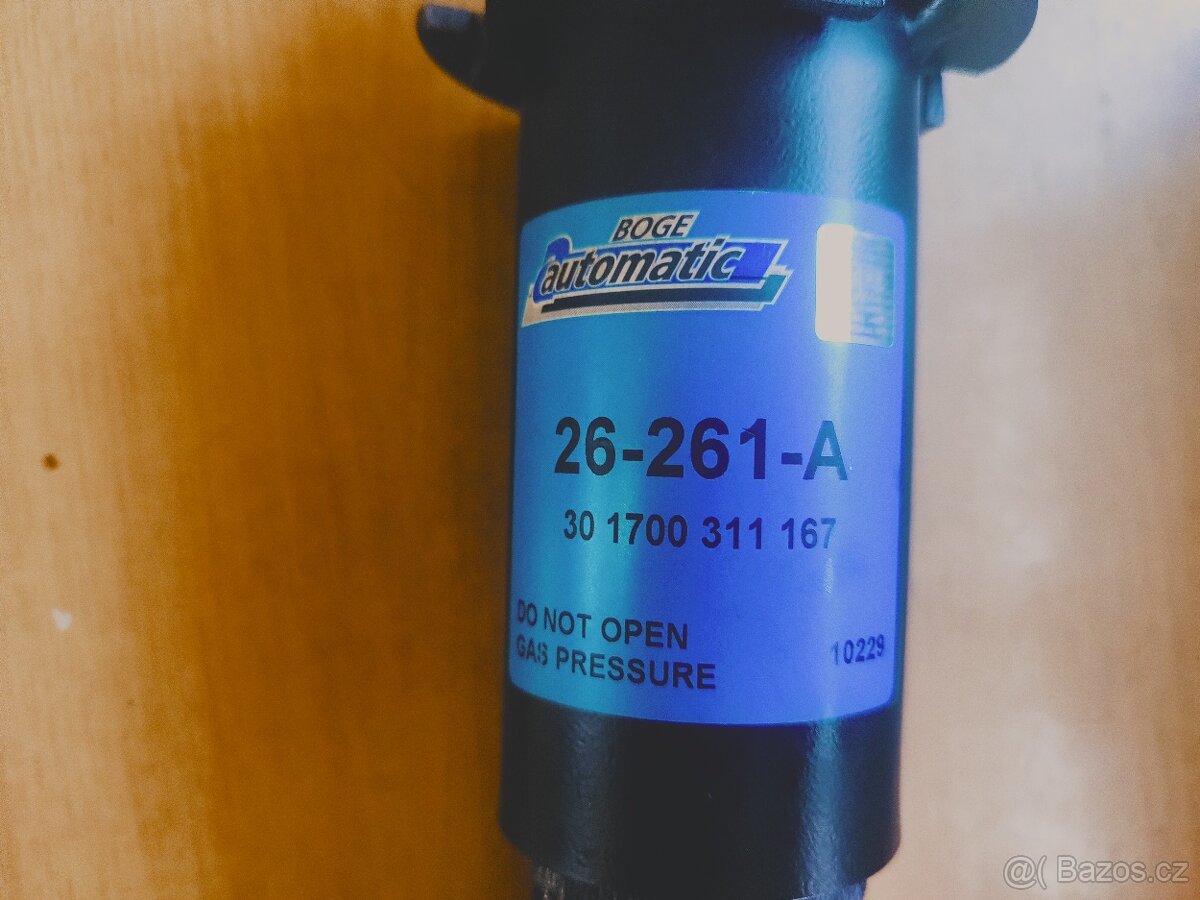 BOGE
automatic
26-261-A
30 1700 311 167
DO NOT OPEN
GAS PRESSURE
10229
@( Bazos.cz